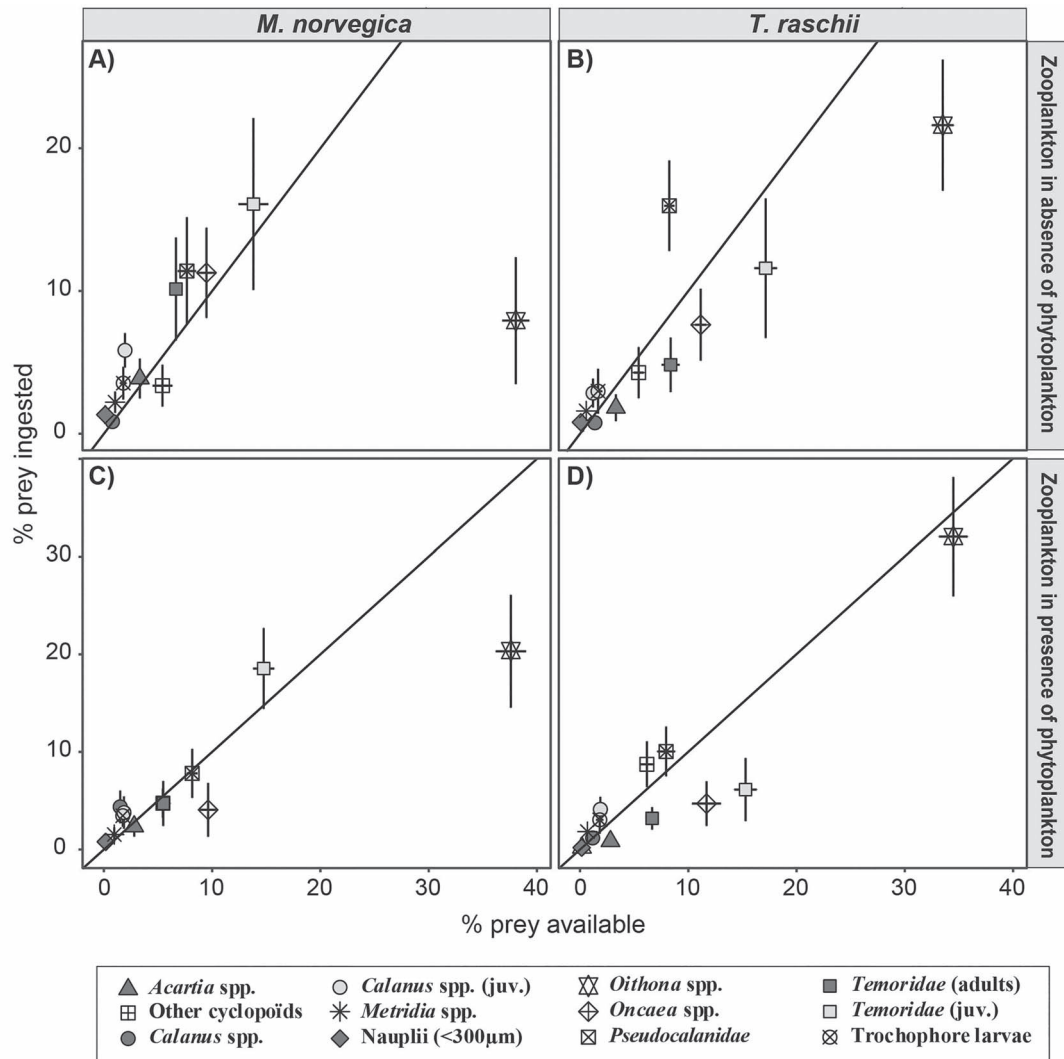 M. norvegica
T. raschii
A)
B)
20
10
0
Zooplankton in absence of phytoplankton
% prey ingested
C)
D)
30
20
10
0
Zooplankton in presence of phytoplankton
0 10 20 30 40
0 10 20 30 40
% prey available
Acartia spp.
Calanus spp. (juv.)
Oithona spp.
Temoridae (adults)
Other cyclopoïds
Metridia spp.
Oncaea spp.
Temoridae (juv.)
Calanus spp.
Nauplii (<300µm)
Pseudocalanidae
Trochophore larvae